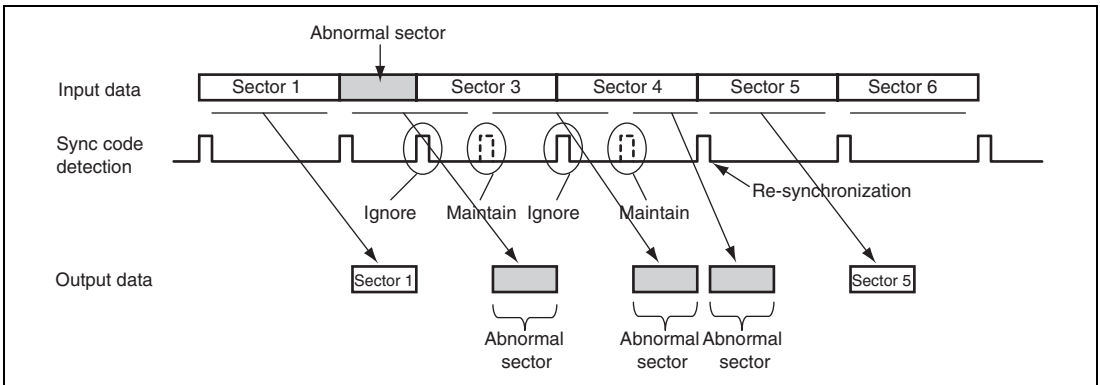 Abnormal sector
Input data
Sector 1
Sector 3
Sector 4
Sector 5
Sector 6
Sync code
detection
Re-synchronization
Ignore
Maintain
Ignore
Maintain
Output data
Sector 1
Sector 5
Abnormal
sector
Abnormal
sector
Abnormal
sector